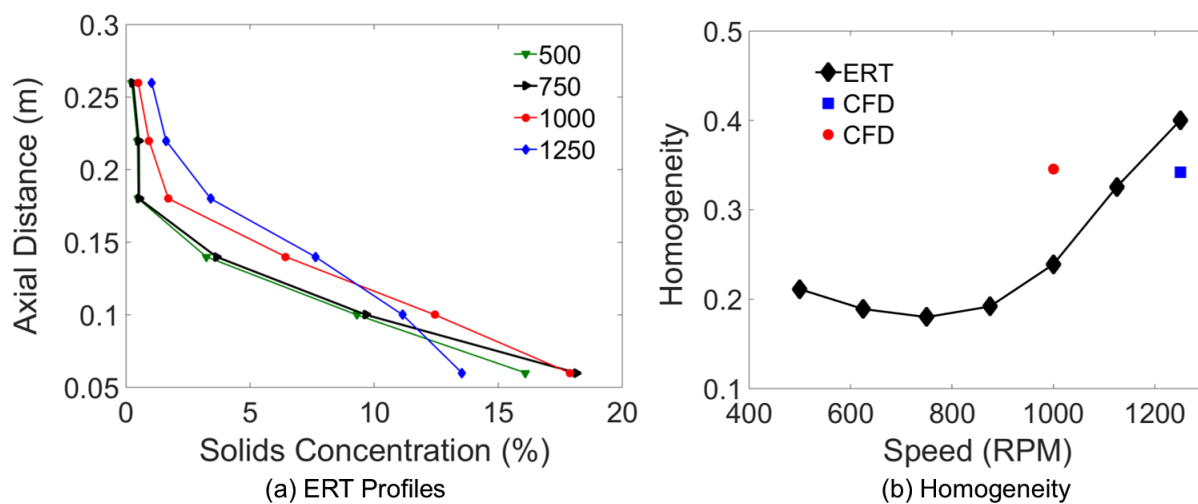 0.3
0.25
0.2
0.15
0.1
0.05
Axial Distance (m)
500
750
1000
1250
0
5
10
15
20
Solids Concentration (%)
(a) ERT Profiles
0.5
0.4
0.3
0.2
0.1
Homogeneity
ERT
CFD
CFD
400
600
800
1000
1200
Speed (RPM)
(b) Homogeneity